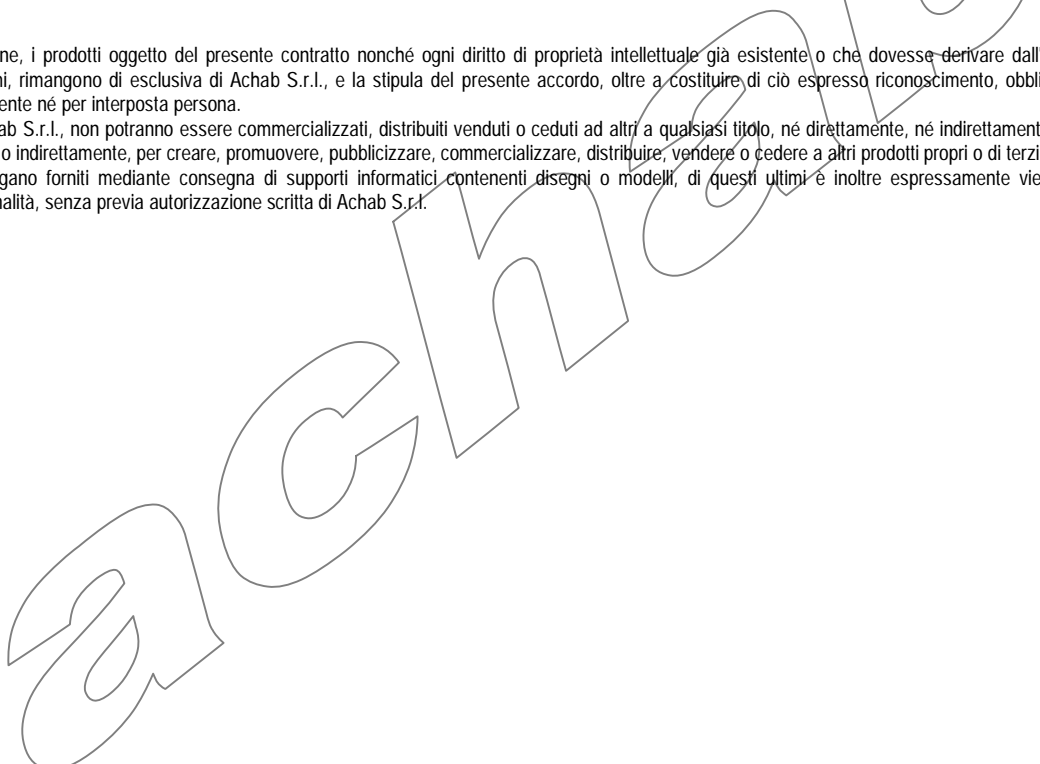 ne, i prodotti oggetto del presente contratto nonché ogni diritto di proprietà intellettuale già esistente o che dovesse derivare dall'
ni, rimangono di esclusiva di Achab S.r.l., e la stipula del presente accordo, oltre a costituire di ciò espresso riconoscimento, obbli
ente né per interposta persona.
ab S.r.l., non potranno essere commercializzati, distribuiti venduti o ceduti ad altri a qualsiasi titolo, né direttamente, né indirettament
o indirettamente, per creare, promuovere, pubblicizzare, commercializzare, distribuire, vendere o cedere a altri prodotti propri o di terzi
gano forniti mediante consegna di supporti informatici contenenti disegni o modelli, di questi ultimi è inoltre espressamente vie
nalità, senza previa autorizzazione scritta di Achab S.r.l.
achab